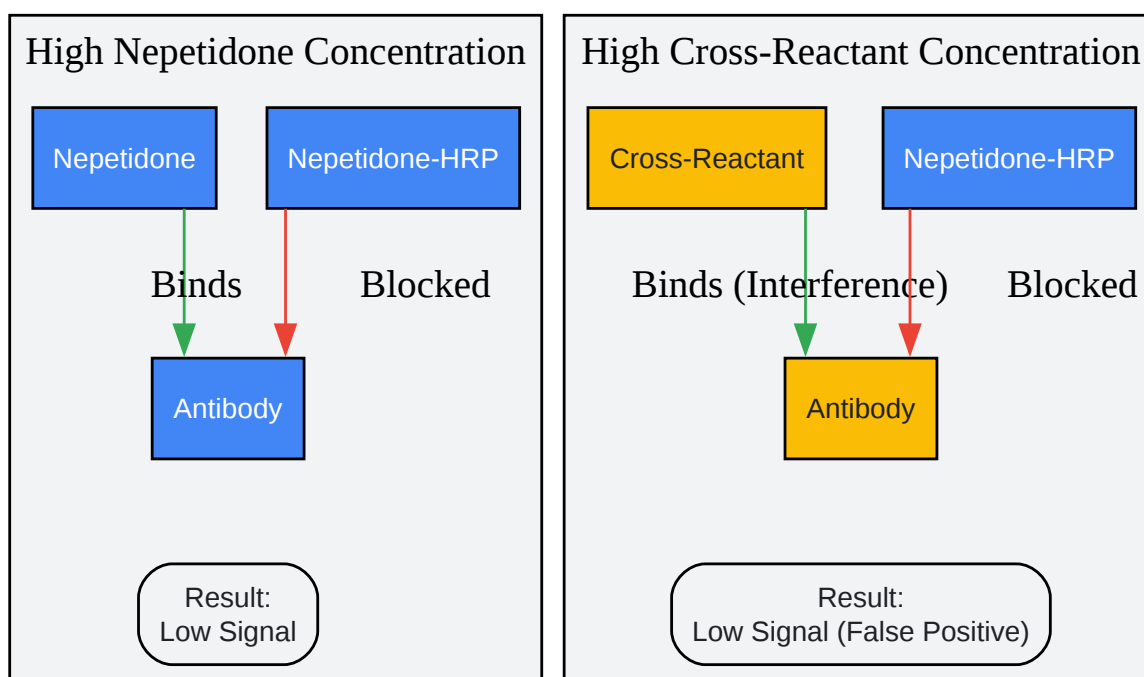 High Nepetidone Concentration
Nepetidone
Nepetidone-HRP
Binds
Blocked
Antibody
Result:
Low Signal
High Cross-Reactant Concentration
Cross-Reactant
Nepetidone-HRP
Binds (Interference)
Blocked
Antibody
Result:
Low Signal (False Positive)